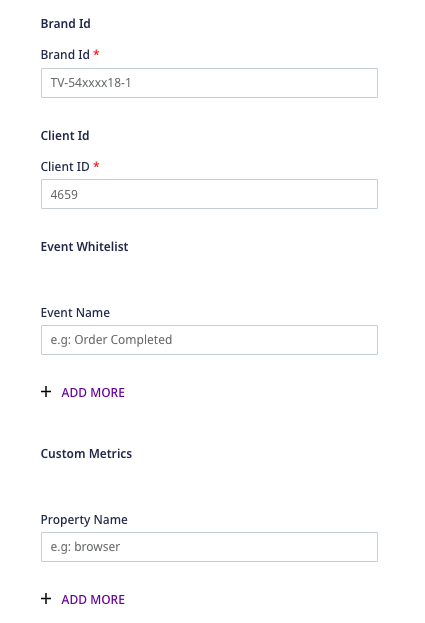 Brand Id
Brand Id *
TV-54xxxx18-1
Client Id
Client ID *
4659
Event Whitelist
Event Name
e.g: Order Completed
+ ADD MORE
Custom Metrics
Property Name
e.g: browser
+ ADD MORE